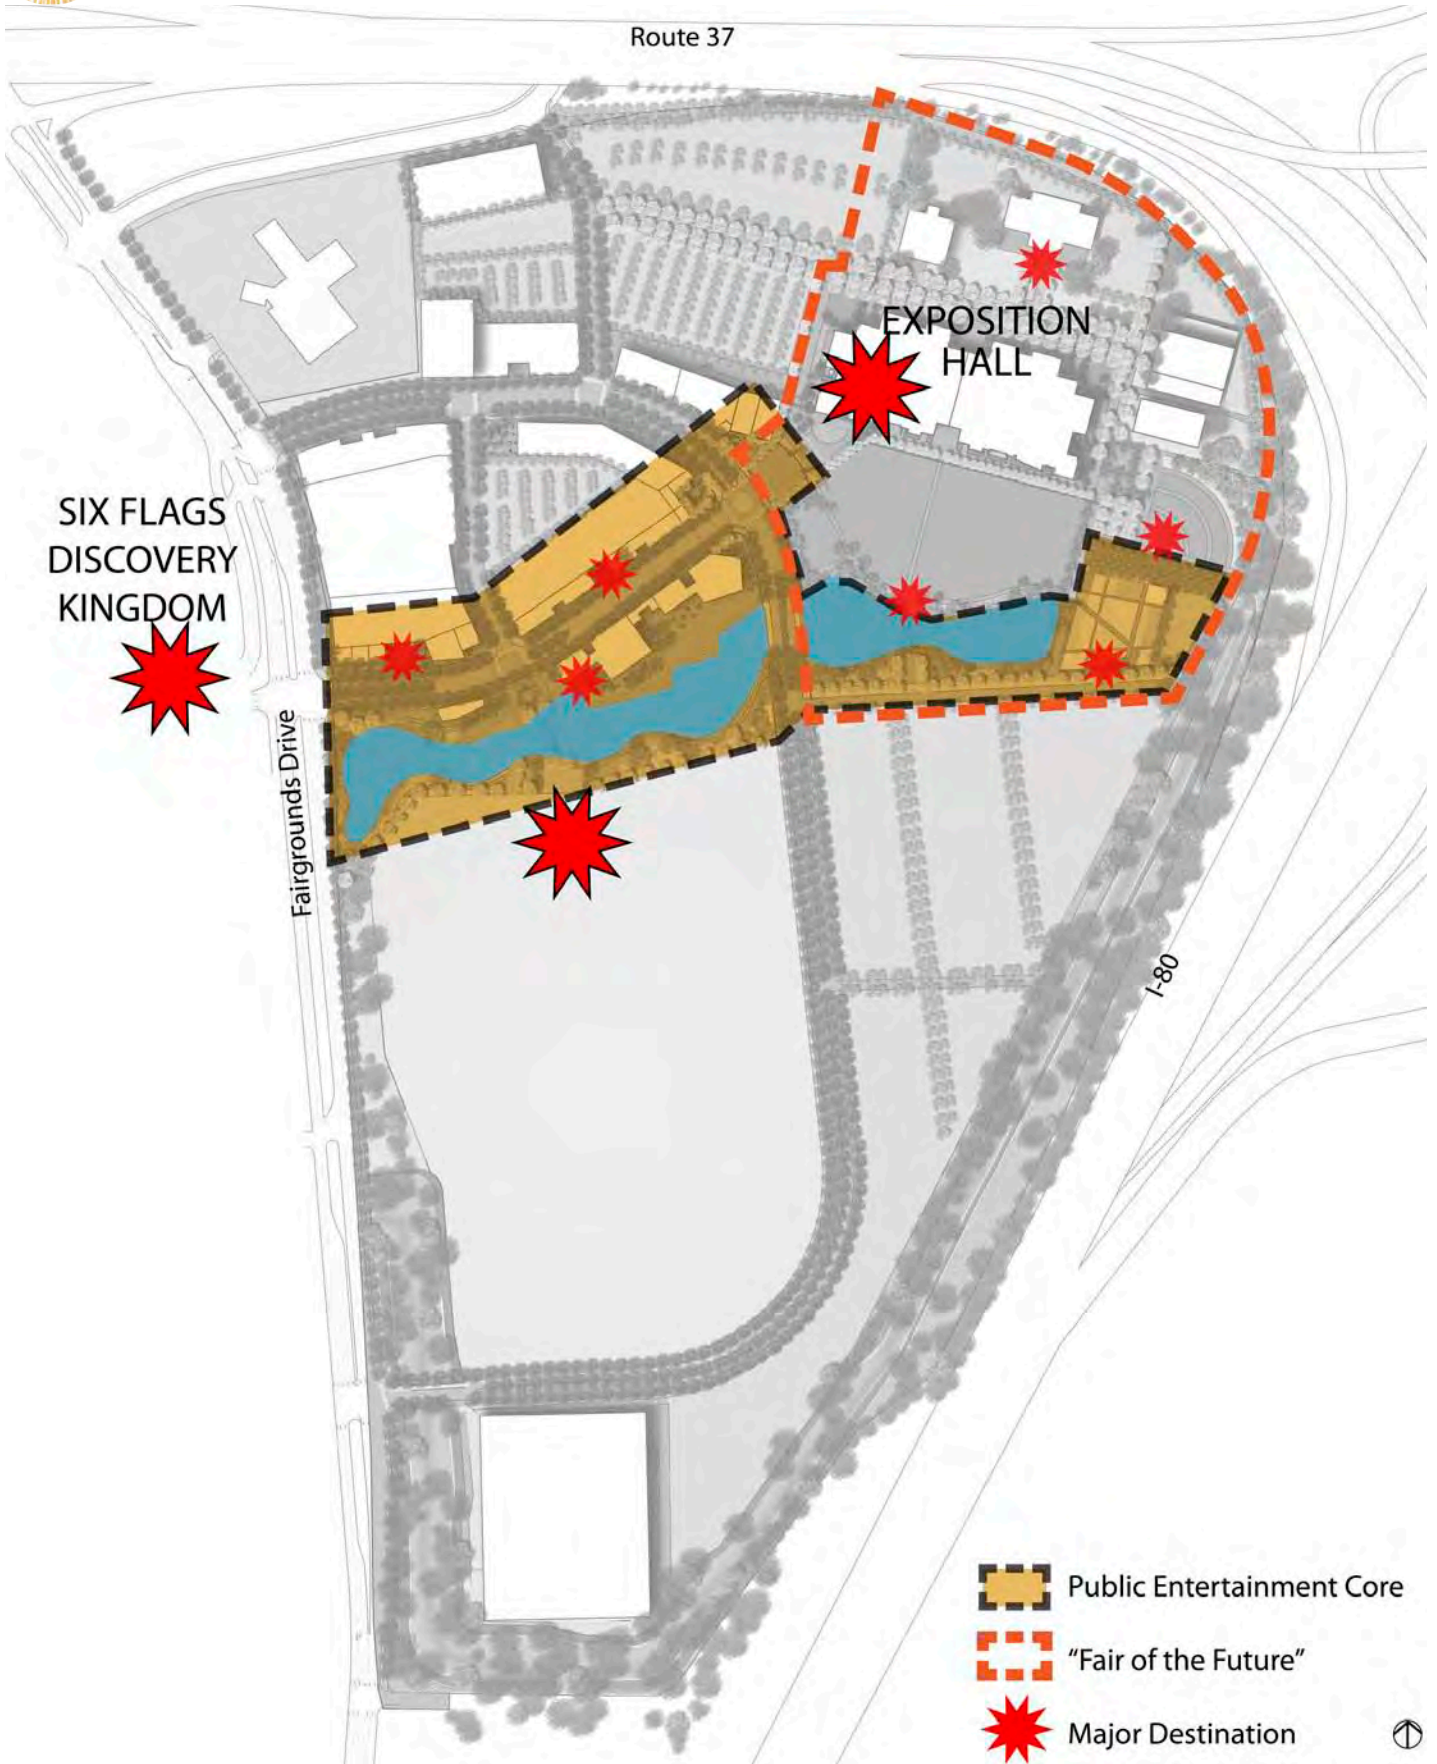 Route 37
EXPOSITION
HALL
SIX FLAGS
DISCOVERY
KINGDOM
Fairgrounds Drive
I-80
Public Entertainment Core
“Fair of the Future”
Major Destination